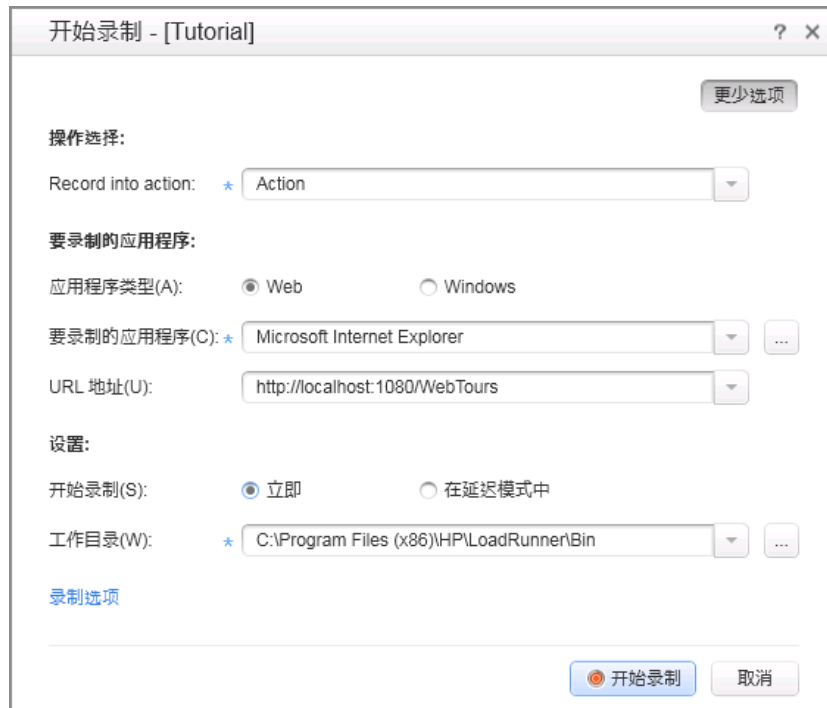 开始录制 - [Tutorial] ? ×
更少选项
操作选择:
Record into action: * Action
要录制的应用程序:
应用程序类型(A): Web Windows
要录制的应用程序(C): * Microsoft Internet Explorer ...
URL 地址(U): http://localhost:1080/WebTours
设置:
开始录制(S): 立即 在延迟模式中
工作目录(W): * C:\Program Files (x86)\HP\LoadRunner\Bin ...
录制选项
开始录制 取消